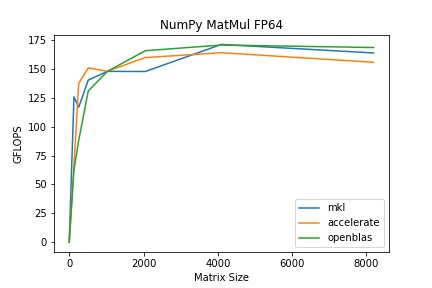 NumPy MatMul FP64
175
150
125
100
75
50
25
0
GFLOPS
0
2000
4000
6000
8000
Matrix Size
mkl
accelerate
openblas